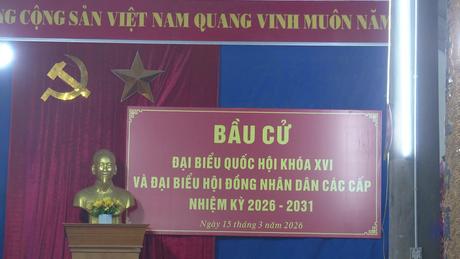 CỘNG SẢN VIỆT NAM QUANG VINH MUÔN NĂM
BẦU CỬ
ĐẠI BIỂU QUỐC HỘI KHÓA XVI
VÀ ĐẠI BIỂU HỘI ĐỒNG NHÂN DÂN CÁC CẤP
NHIỆM KỲ 2026 - 2031
Ngày 15 tháng 3 năm 2026